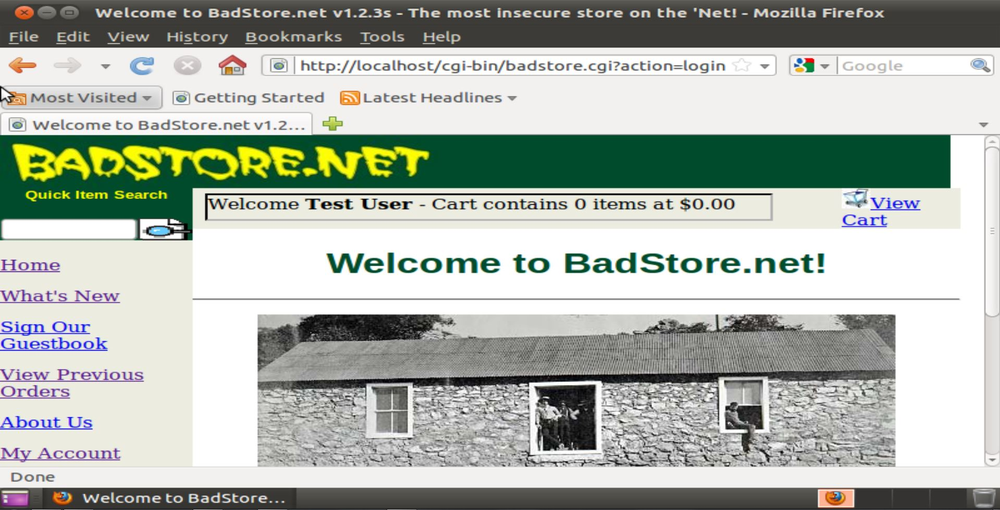 Welcome to BadStore.net v1.2.3s - The most insecure store on the 'Net! - Mozilla Firefox
File Edit View History Bookmarks Tools Help
http://localhost/cgi-bin/badstore.cgi?action=login Google
Most Visited Getting Started Latest Headlines
Welcome to BadStore.net v1.2...
BADSTORE.NET
Quick Item Search
Welcome Test User - Cart contains 0 items at $0.00
View
Cart
Welcome to BadStore.net!
Home
What's New
Sign Our
Guestbook
View Previous
Orders
About Us
My Account
Done
Welcome to BadStore...